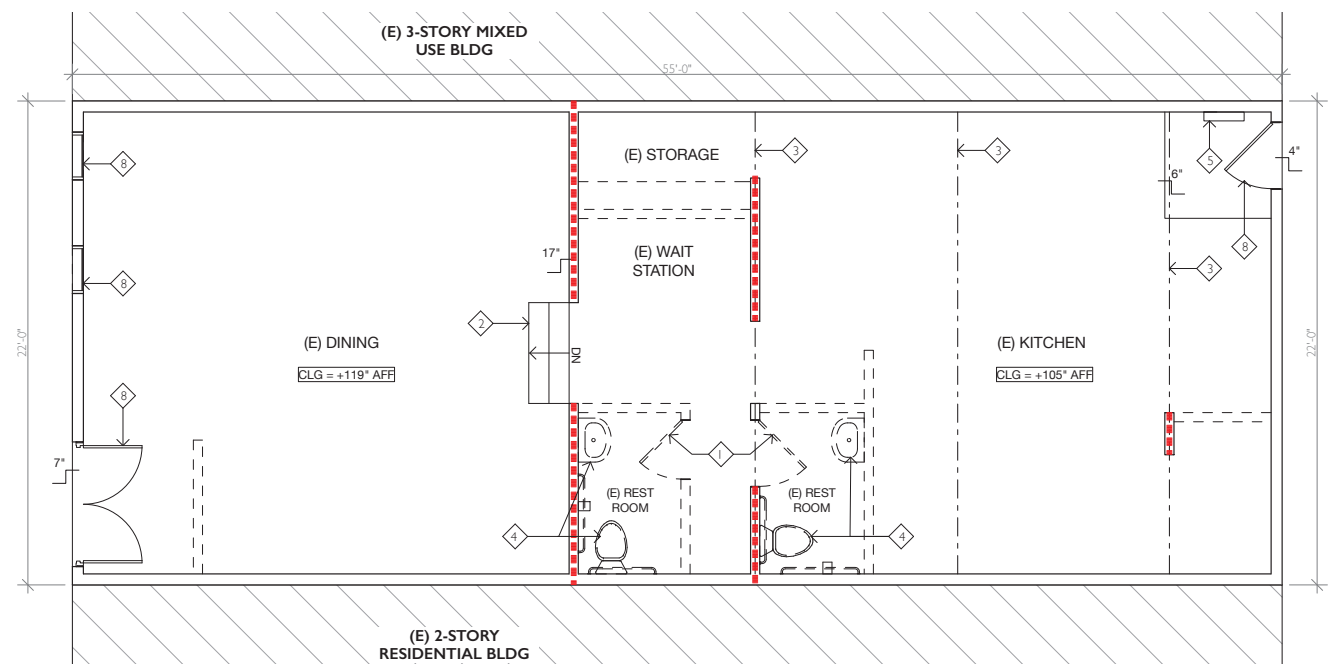 (E) 3-STORY MIXED
USE BLDG
55'-0"
(E) STORAGE
3
3
5
4"
8
6"
8
17"
(E) WAIT
STATION
3
8
2
22'-0"
(E) DINING
DN
(E) KITCHEN
22'-0"
CLG = +119" AFF
CLG = +105" AFF
8
7"
1
(E) REST
ROOM
(E) REST
ROOM
4
4
(E) 2-STORY
RESIDENTIAL BLDG